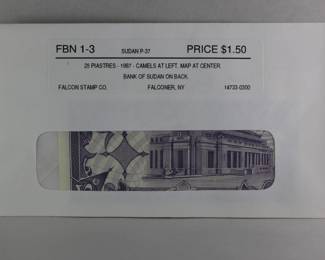 FBN 1-3 SUDAN P-37 PRICE $1.50
25 PIASTRES - 1987 - CAMELS AT LEFT. MAP AT CENTER.
BANK OF SUDAN ON BACK.
FALCON STAMP CO. FALCONER, NY 14733-0300